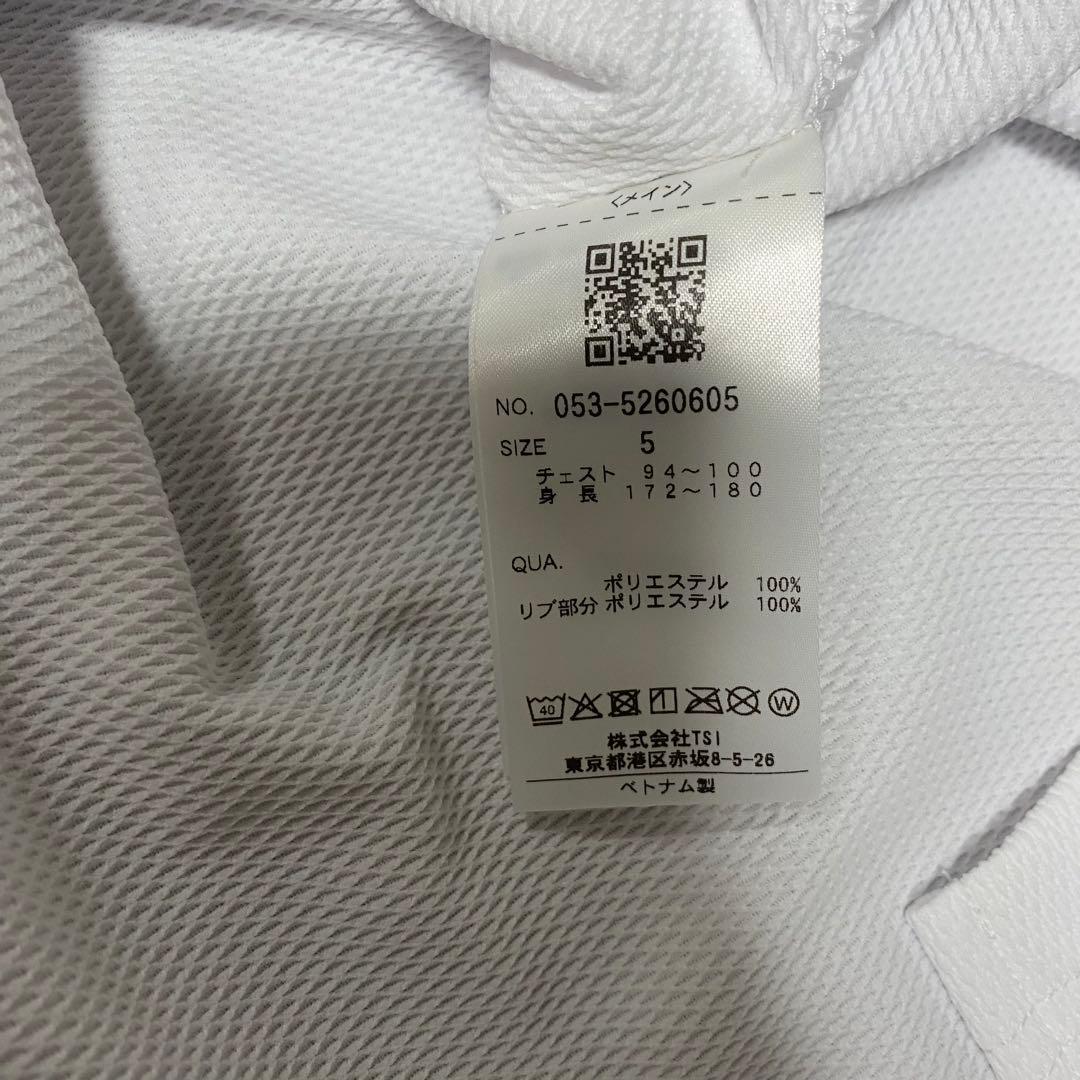 〈メイン〉
NO. 053-5260605
SIZE 5
チェスト 94〜100
身長 172〜180
QUA.
ポリエステル 100%
リブ部分 ポリエステル 100%
40
W
株式会社TSI
東京都港区赤坂8-5-26
ベトナム製